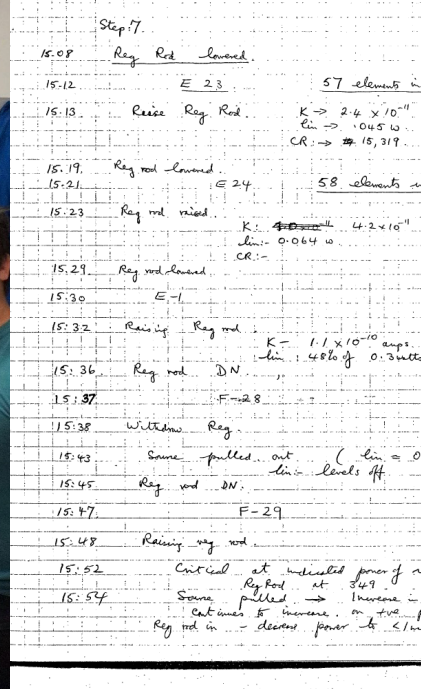 Step: 7.
15.08 Reg Rod lowered.
15.12 E 23 57 elements in
15.13 Raise Reg Rod. K → 2.4 x 10⁻¹¹
lin → .045 w
CR: → 15,319.
15.19. Reg rod lowered.
15.21 E 24 58 elements
15.23 Reg rod raised.
K: 4.2 x 10⁻¹¹
lin:- 0.064 w
CR:-
15.29 Reg rod lowered
15.30 E-1
15:32 Raising Reg rod.
K- 1.1 x 10⁻¹⁰ amps.
lin: 48% of 0.3 watts
15:36. Reg rod DN.
15:37 F-28
15:38 Withdraw Reg.
15:43 Source pulled out ( lin = 0
lin:- levels off
15:45 Reg rod DN.
15:47. F-29
15:48 Raising reg rod.
15:52 Critical at indicated power of
Reg Rod at 349.
15:54 Source pulled → Increase in
Continues to increase. on +ve
Reg rod in - decrease power to <1